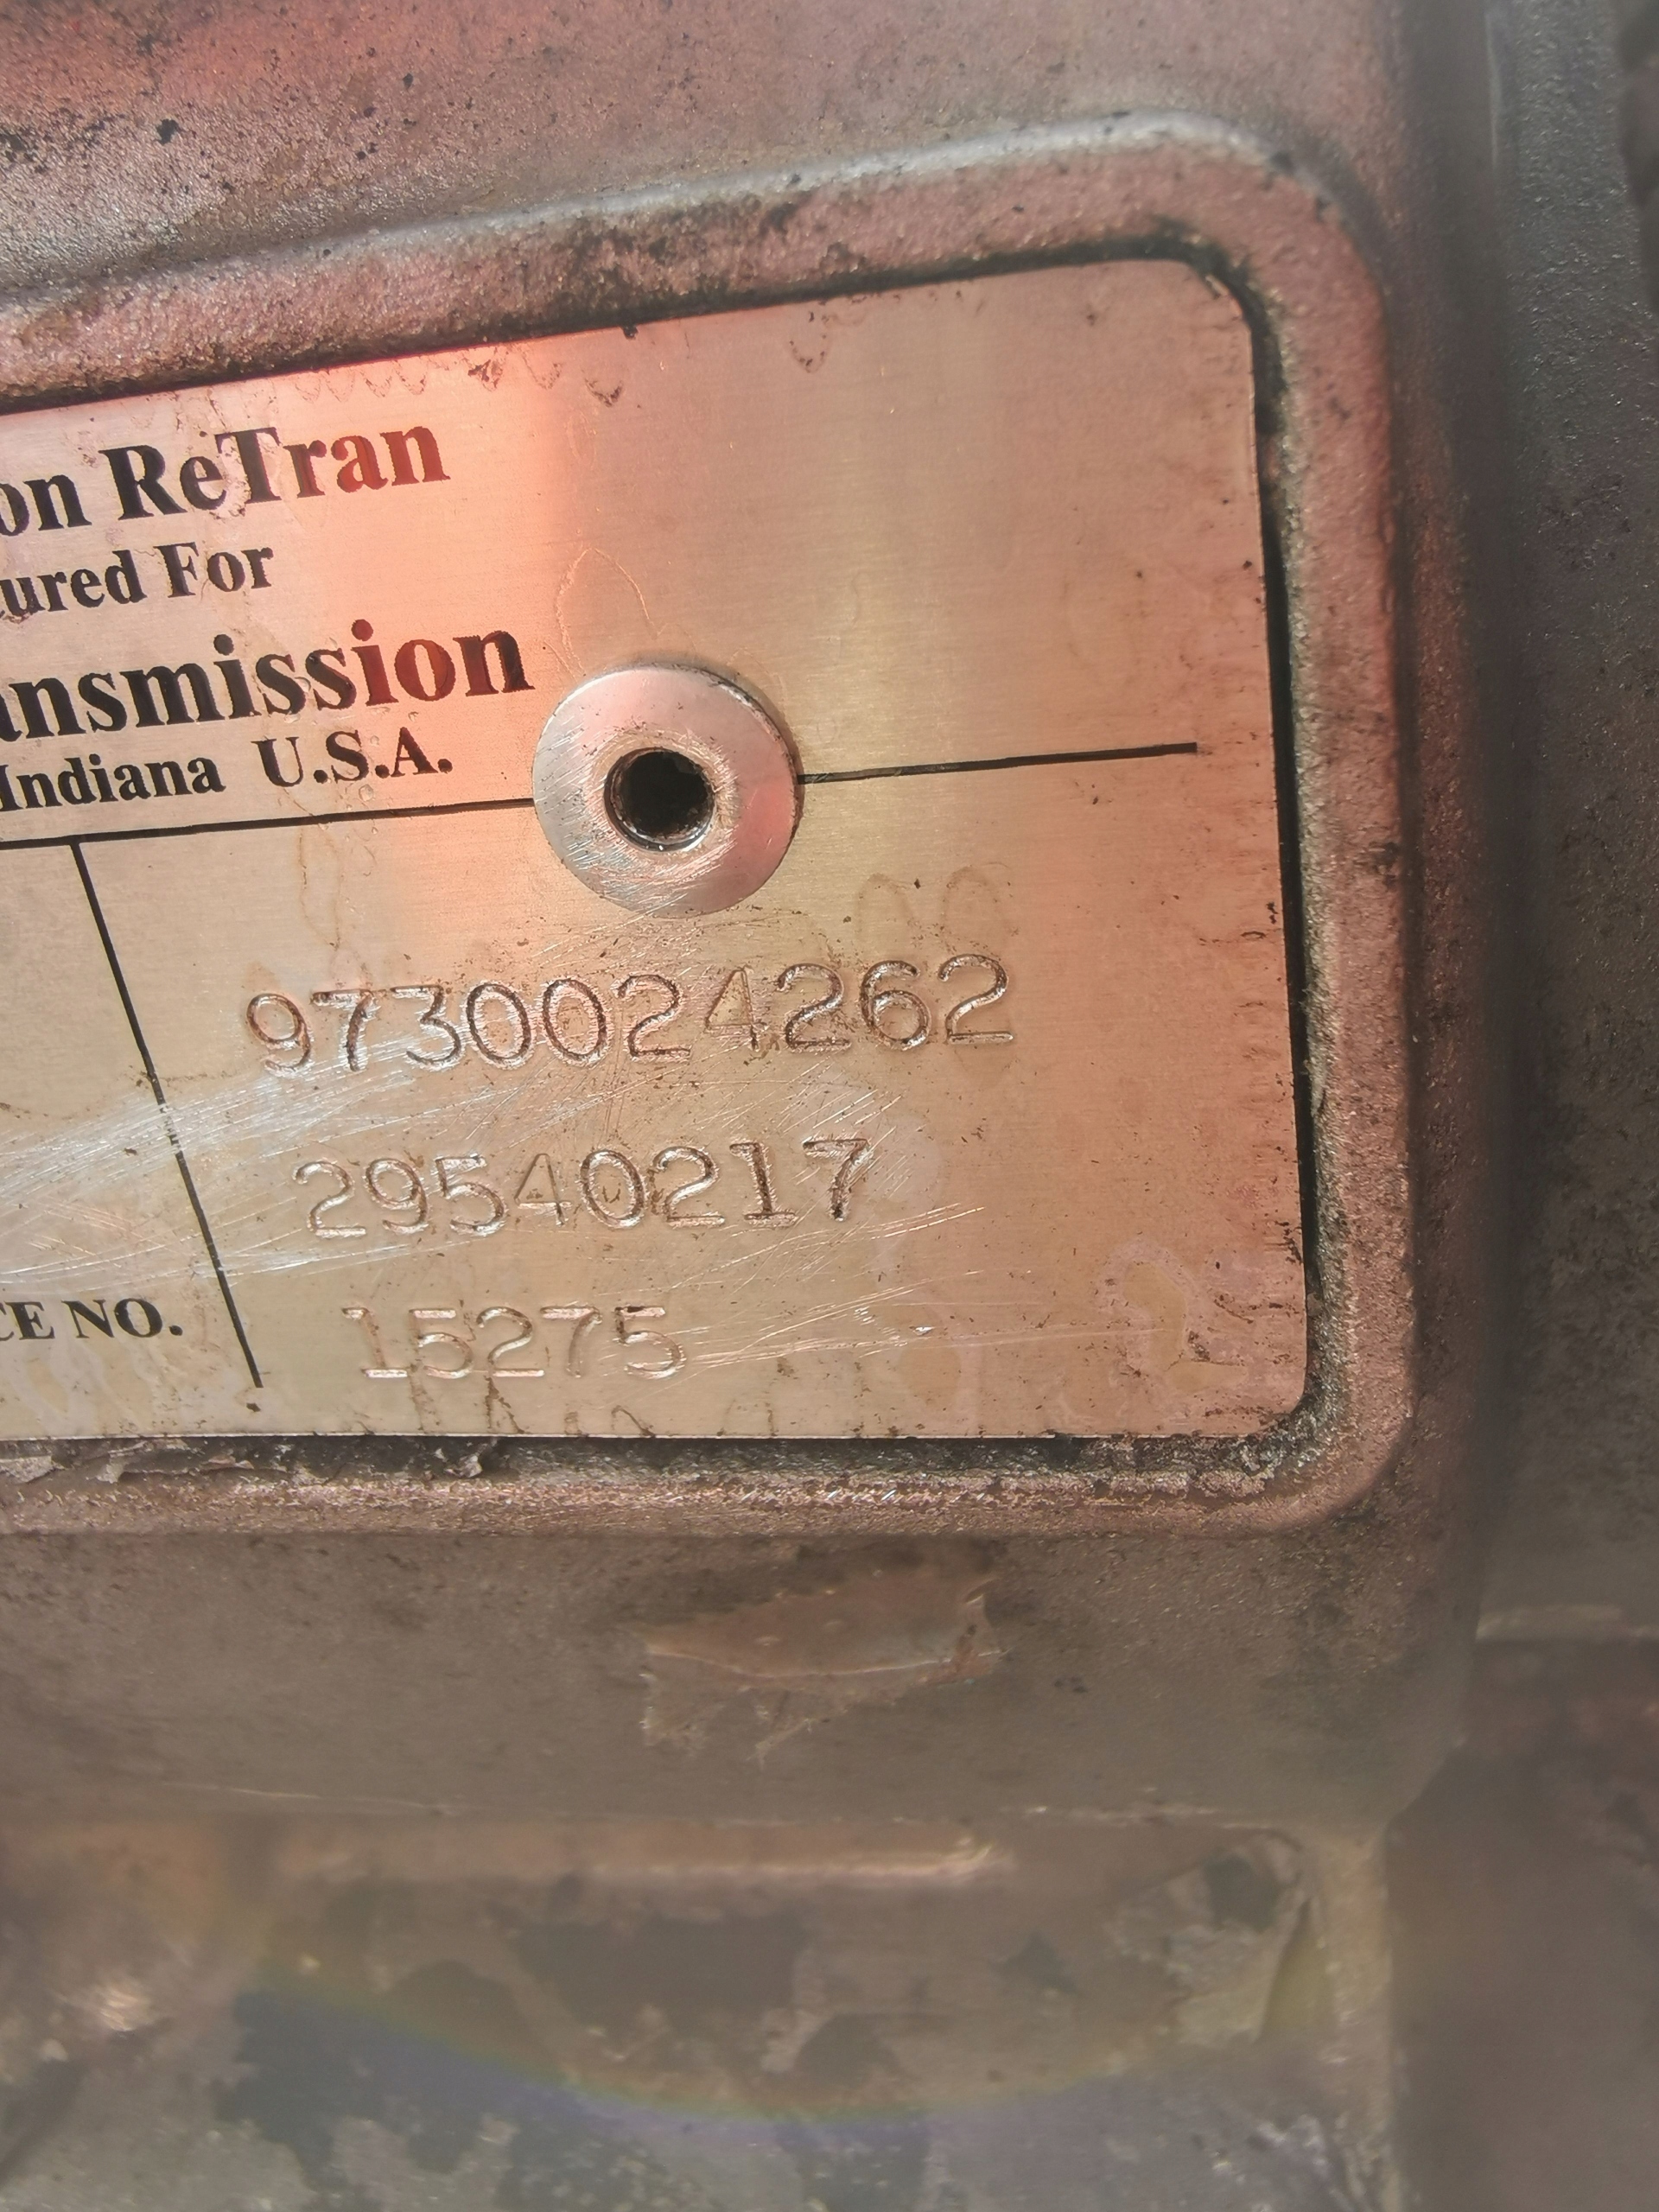 on ReTran
ured For
ansmission
Indiana U.S.A.
9730024262
29540217
CE NO. 15275